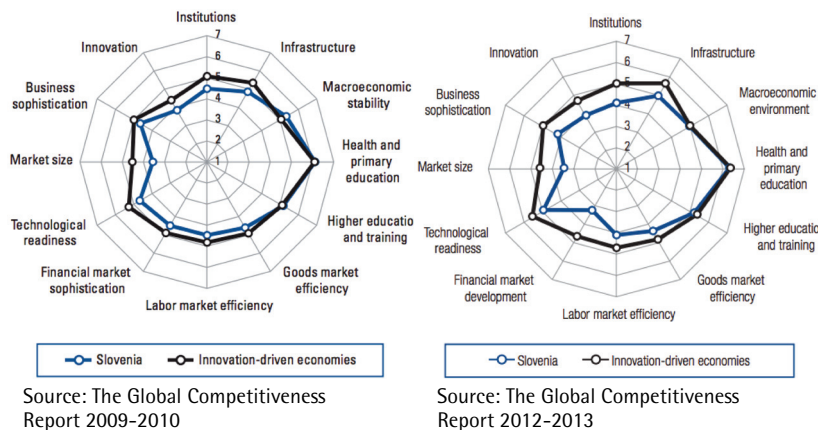 Institutions
7
6
5
4
3
2
1
Innovation
Infrastructure
Business
sophistication
Macroeconomic
stability
Market size
Health and
primary
education
Technological
readiness
Higher educatio
and training
Financial market
sophistication
Goods market
efficiency
Labor market efficiency
Slovenia
Innovation-driven economies
Source: The Global Competitiveness
Report 2009-2010
Institutions
7
6
5
4
3
2
1
Innovation
Infrastructure
Business
sophistication
Macroeconomic
environment
Market size
Health and
primary
education
Technological
readiness
Higher educatio
and training
Financial market
development
Goods market
efficiency
Labor market efficiency
Slovenia
Innovation-driven economies
Source: The Global Competitiveness
Report 2012-2013